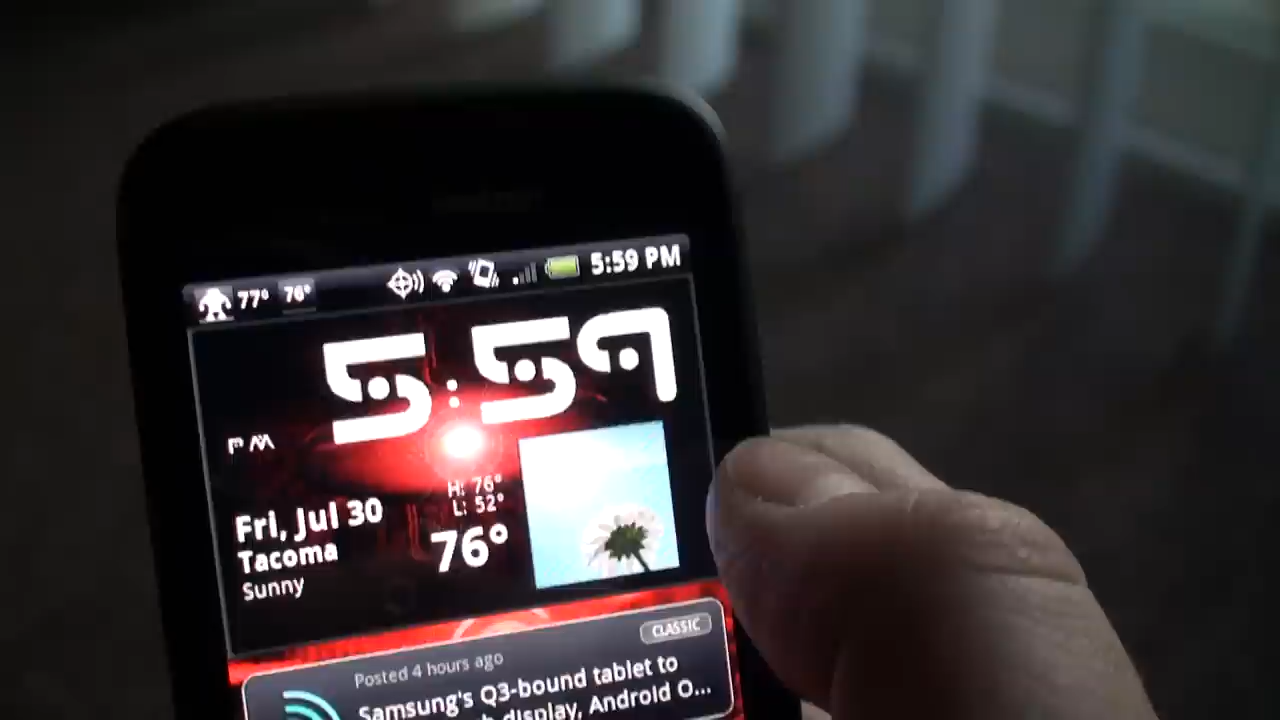 77° 76° 5:59 PM
5:59
PM
H: 76°
L: 52°
Fri, Jul 30
76°
Tacoma
Sunny
CLASSIC
Posted 4 hours ago
Samsung's Q3-bound tablet to
display, Android O...